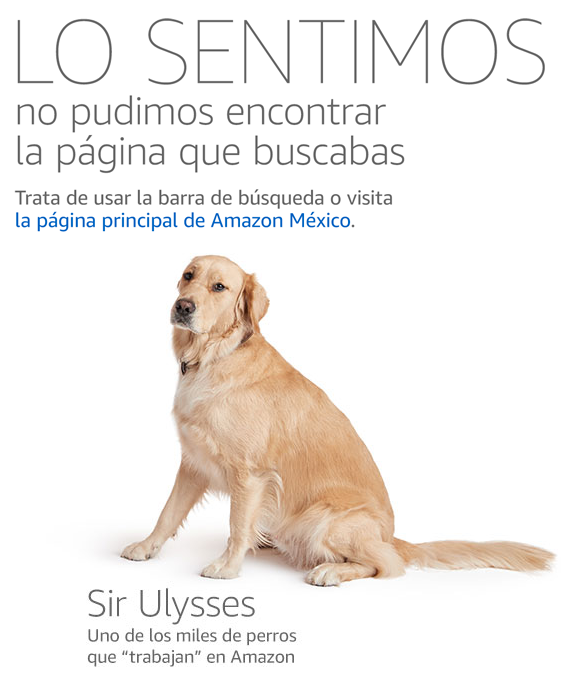 LO SENTIMOS
no pudimos encontrar
la página que buscabas
Trata de usar la barra de búsqueda o visita
la página principal de Amazon México.
Sir Ulysses
Uno de los miles de perros
que “trabajan” en Amazon